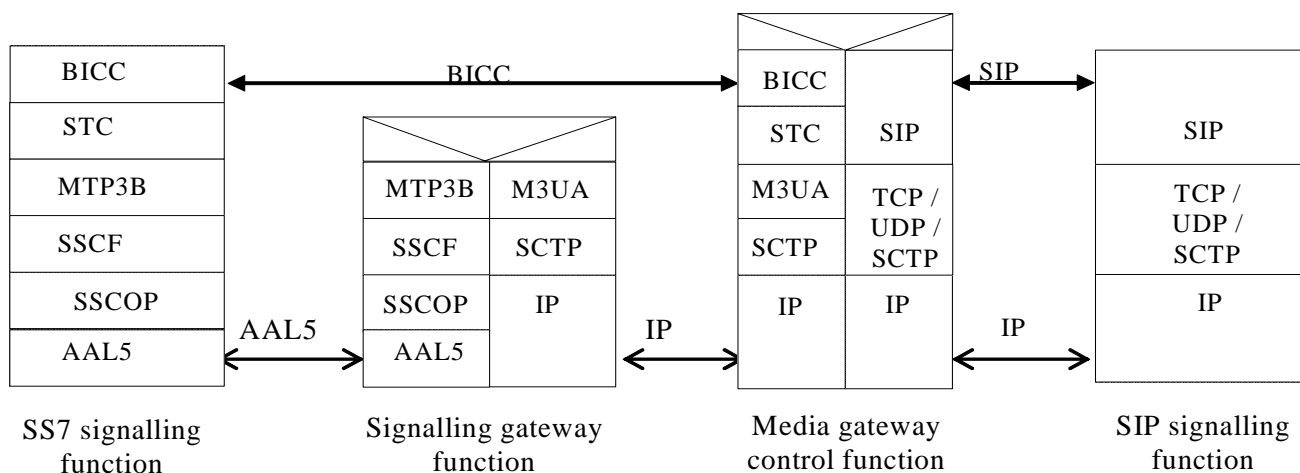 BICC
STC
MTP3B
SSCF
SSCOP
AAL5
SS7 signalling
function
BICC
AAL5
MTP3B
M3UA
SSCF
SCTP
SSCOP
IP
AAL5
Signalling gateway
function
IP
BICC
STC
SIP
M3UA
SCTP
TCP /
UDP /
SCTP
IP
IP
Media gateway
control function
SIP
IP
SIP
TCP /
UDP /
SCTP
IP
SIP signalling
function